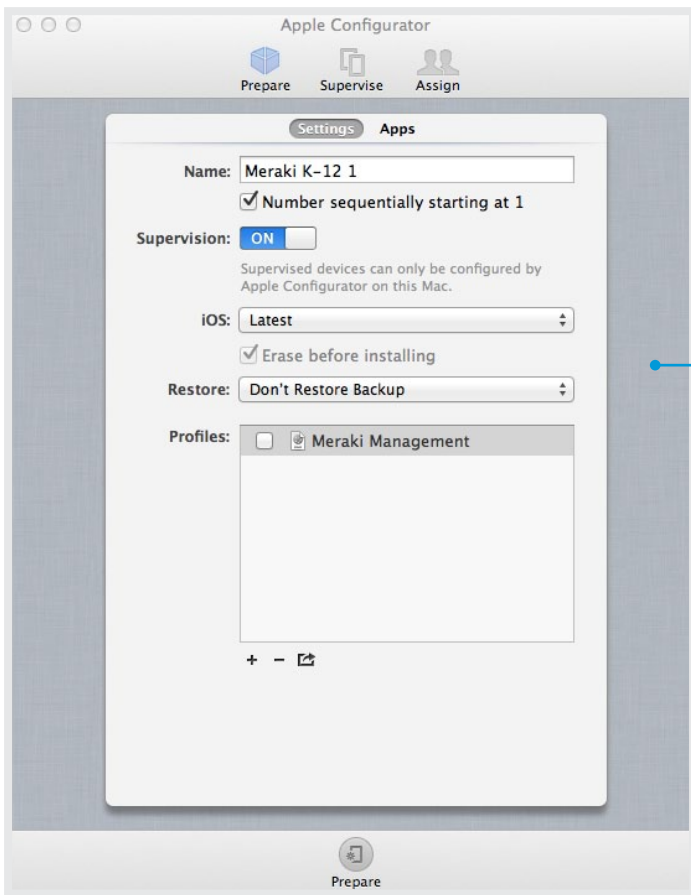 Apple Configurator
Prepare Supervise Assign
Settings Apps
Name: Meraki K-12 1
Number sequentially starting at 1
Supervision: ON
Supervised devices can only be configured by
Apple Configurator on this Mac.
iOS: Latest
Erase before installing
Restore: Don't Restore Backup
Profiles: Meraki Management
Prepare